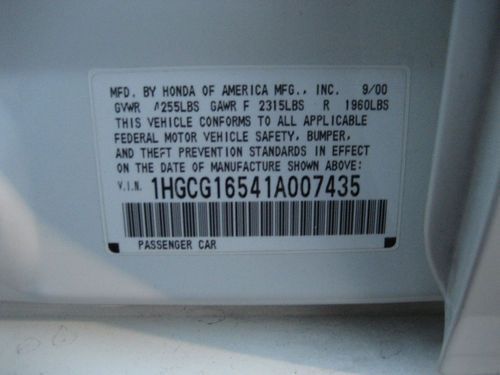 MFD. BY HONDA OF AMERICA MFG., INC. 9/00
GVWR 4255LBS GAWR F 2315LBS R 1960LBS
THIS VEHICLE CONFORMS TO ALL APPLICABLE
FEDERAL MOTOR VEHICLE SAFETY, BUMPER,
AND THEFT PREVENTION STANDARDS IN EFFECT
ON THE DATE OF MANUFACTURE SHOWN ABOVE:
V.I.N. 1HGCG16541A007435
PASSENGER CAR